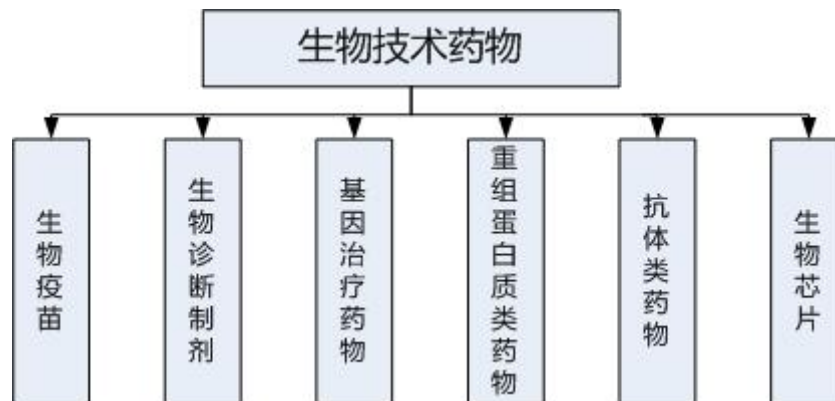 生物技术药物
生物疫苗
生物诊断制剂
基因治疗药物
重组蛋白质类药物
抗体类药物
生物芯片